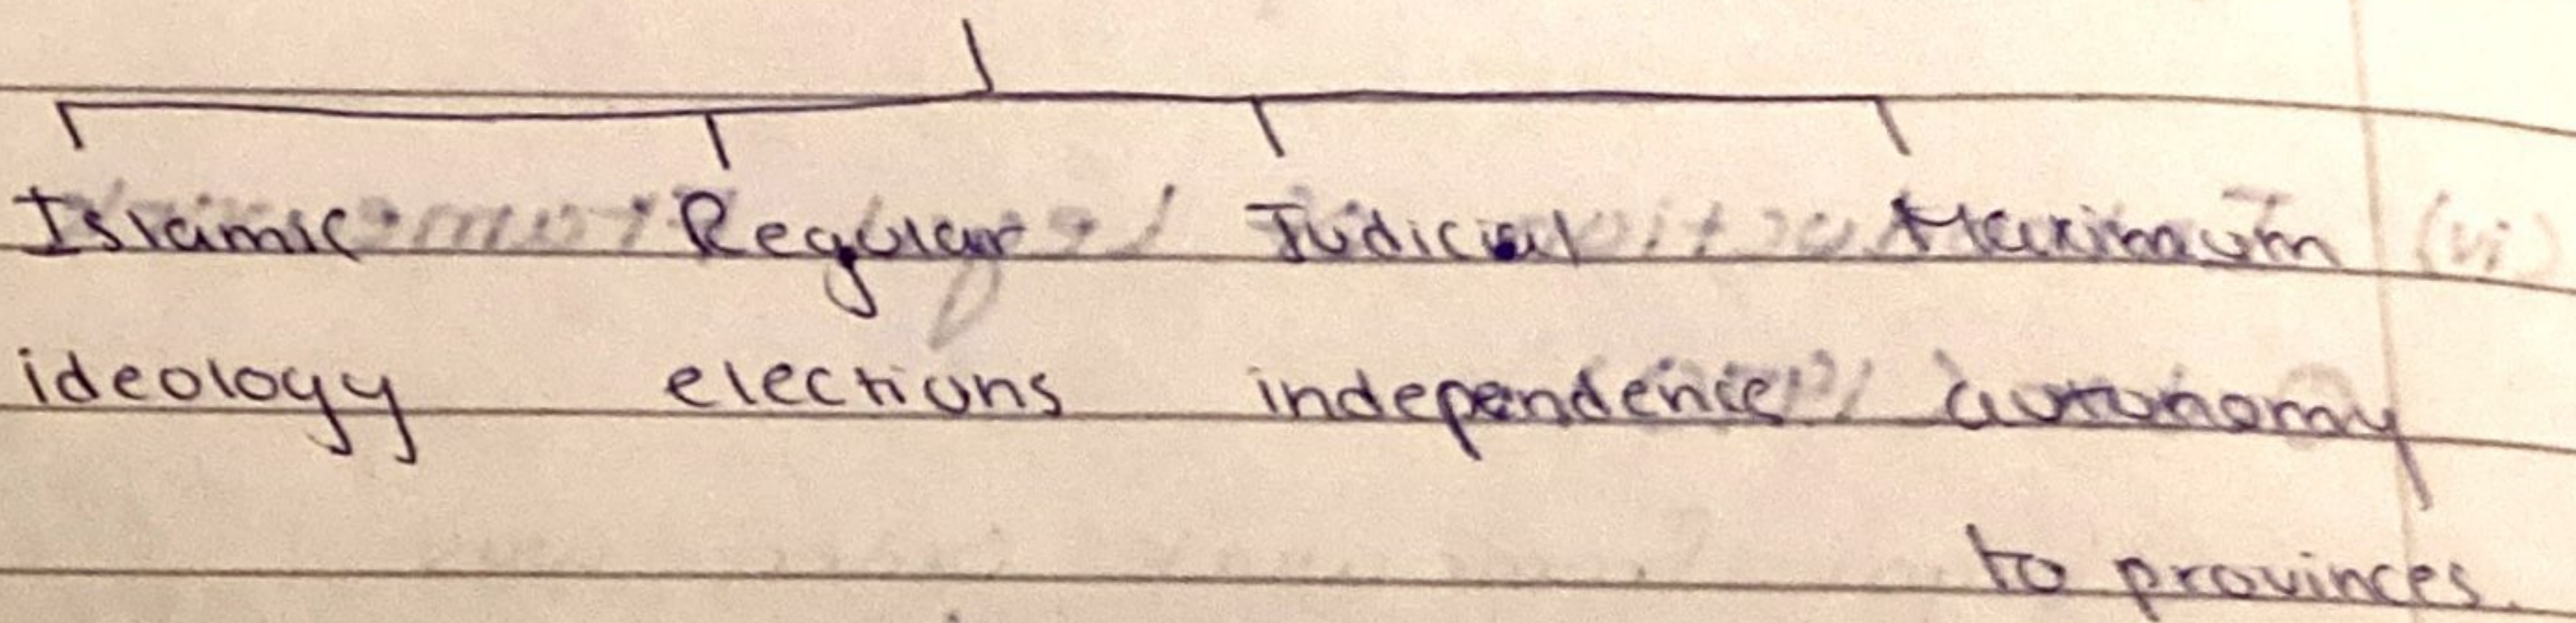 Islamic Regular Judicial Maximum
ideology elections independence autonomy
to provinces.